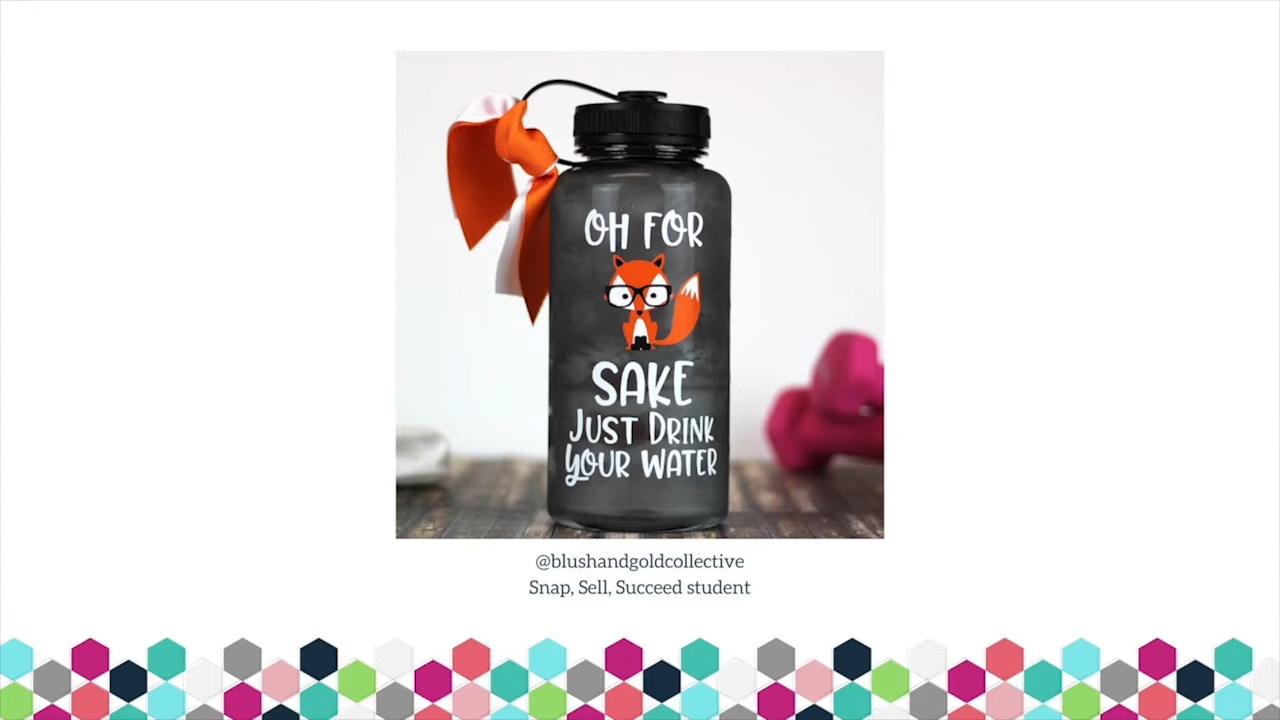 OH FOR
SAKE
JUST DRINK
YOUR WATER
@blushandgoldcollective
Snap, Sell, Succeed student